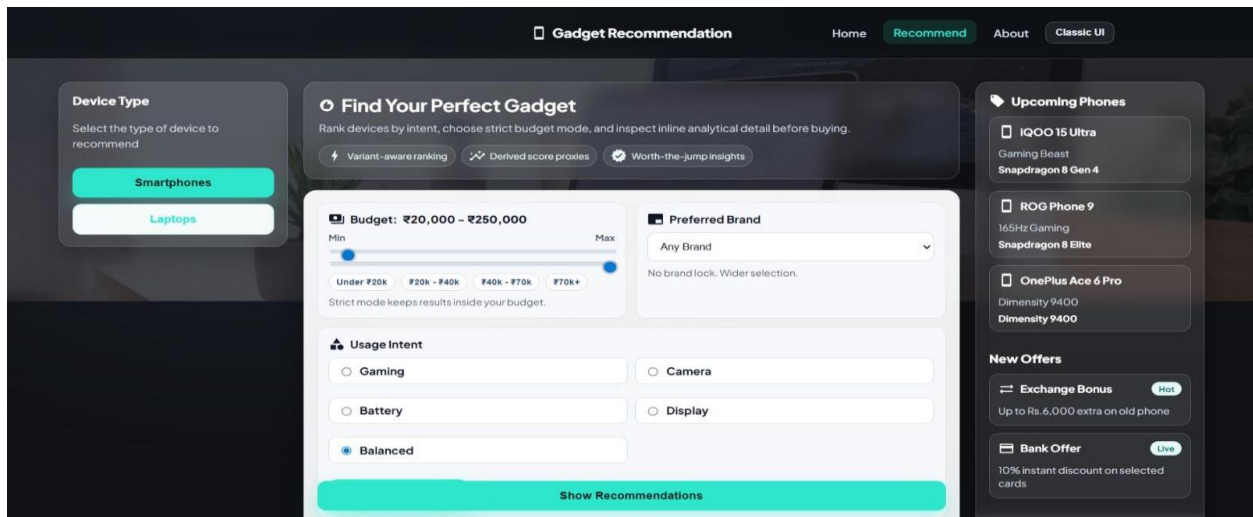 Gadget Recommendation
Home
Recommend
About
Classic UI
Device Type
Select the type of device to
recommend
Smartphones
Laptops
Find Your Perfect Gadget
Rank devices by intent, choose strict budget mode, and inspect inline analytical detail before buying.
Variant-aware ranking
Derived score proxies
Worth-the-jump insights
Budget: ₹20,000 – ₹250,000
Min
Max
Under ₹20k
₹20k - ₹40k
₹40k - ₹70k
₹70k+
Strict mode keeps results inside your budget.
Preferred Brand
Any Brand
No brand lock. Wider selection.
Usage Intent
Gaming
Camera
Battery
Display
Balanced
Show Recommendations
Upcoming Phones
IQOO 15 Ultra
Gaming Beast
Snapdragon 8 Gen 4
ROG Phone 9
165Hz Gaming
Snapdragon 8 Elite
OnePlus Ace 6 Pro
Dimensity 9400
Dimensity 9400
New Offers
Exchange Bonus
Hot
Up to Rs.6,000 extra on old phone
Bank Offer
Live
10% instant discount on selected
cards